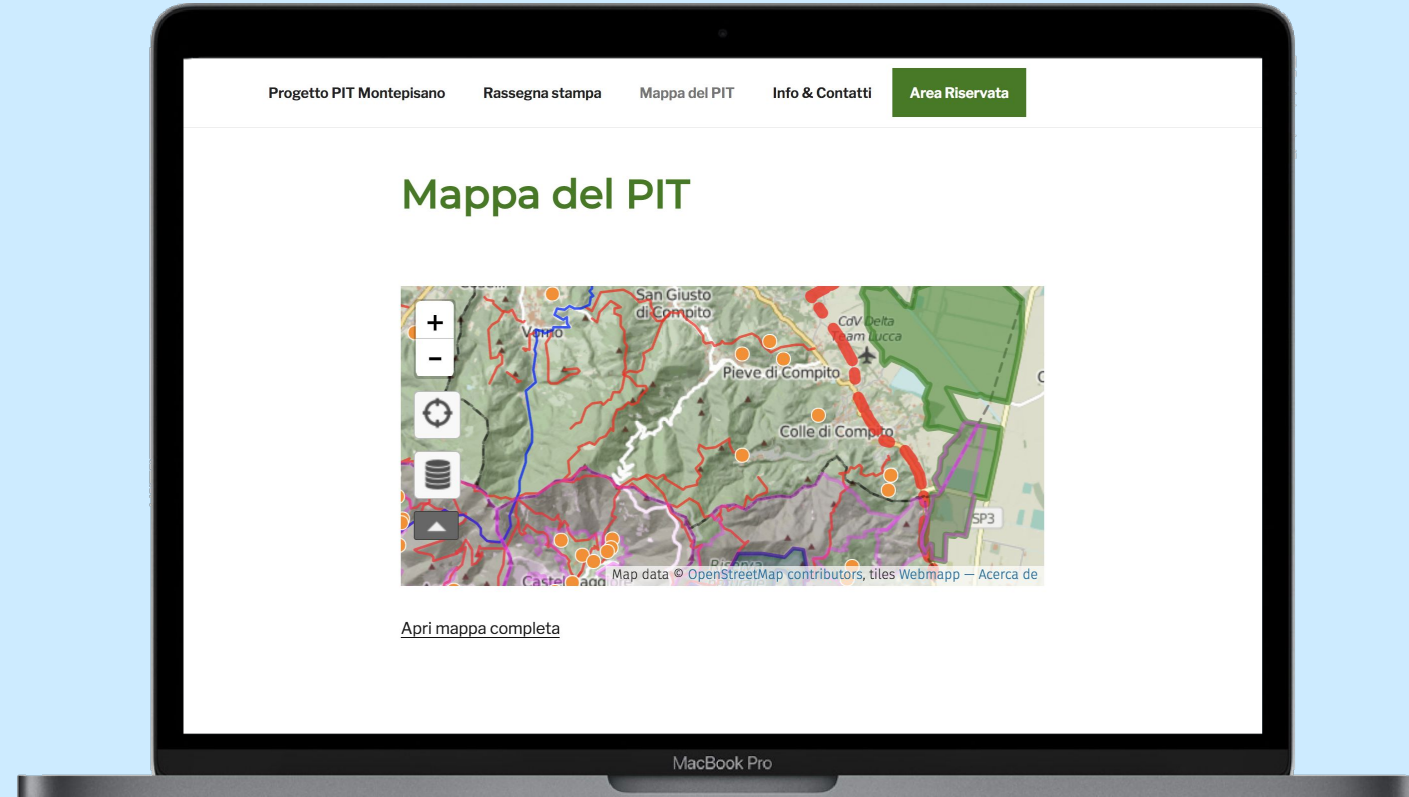 Progetto PIT Montepisano
Rassegna stampa
Mappa del PIT
Info & Contatti
Area Riservata
Mappa del PIT
San Giusto
di Compito
CdV Delta
Team Lucca
+
Vorno
−
Pieve di Compito
Colle di Compito
SP3
Riserva
Map data © OpenStreetMap contributors, tiles Webmapp — Acerca de
Apri mappa completa
MacBook Pro